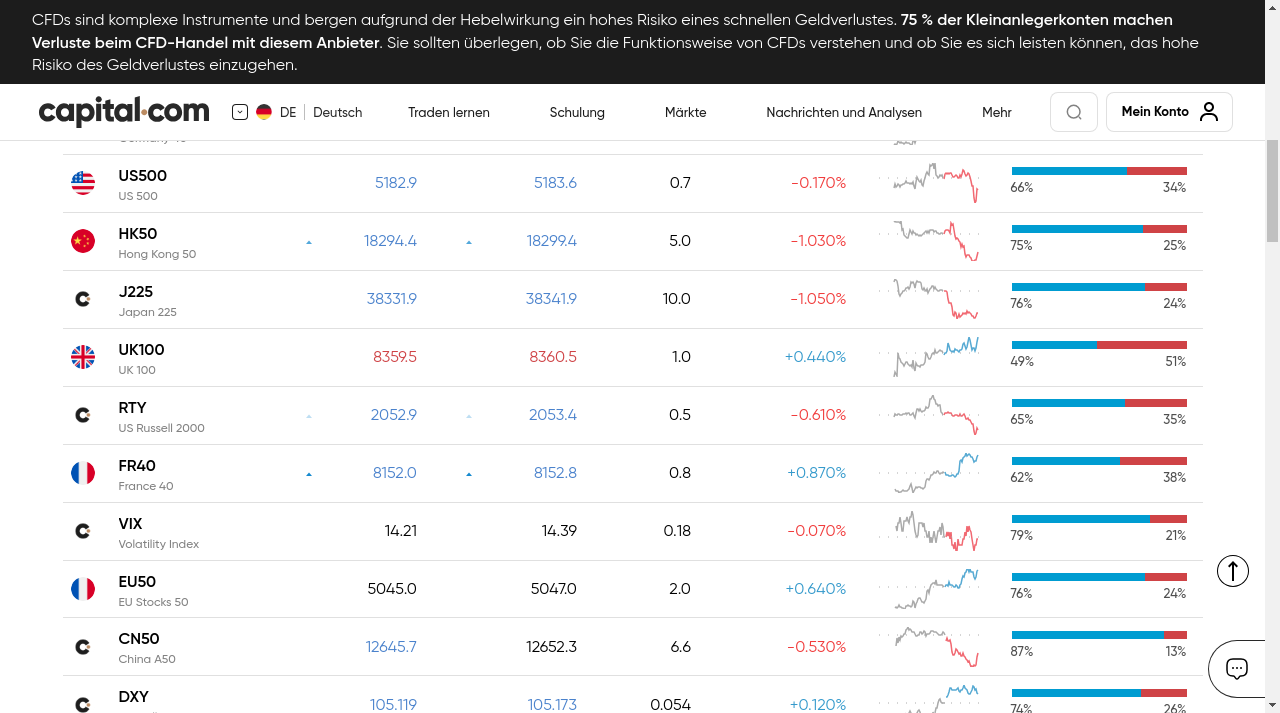 CFDs sind komplexe Instrumente und bergen aufgrund der Hebelwirkung ein hohes Risiko eines schnellen Geldverlustes. 75 % der Kleinanlegerkonten machen
Verluste beim CFD-Handel mit diesem Anbieter. Sie sollten überlegen, ob Sie die Funktionsweise von CFDs verstehen und ob Sie es sich leisten können, das hohe
Risiko des Geldverlustes einzugehen.
capital.com DE Deutsch Traden lernen Schulung Märkte Nachrichten und Analysen Mehr Mein Konto
US500 5182.9 5183.6 0.7 -0.170%
US 500 66% 34%
HK50 18294.4 18299.4 5.0 -1.030%
Hong Kong 50 75% 25%
J225 38331.9 38341.9 10.0 -1.050%
Japan 225 76% 24%
UK100 8359.5 8360.5 1.0 +0.440%
UK 100 49% 51%
RTY 2052.9 2053.4 0.5 -0.610%
US Russell 2000 65% 35%
FR40 8152.0 8152.8 0.8 +0.870%
France 40 62% 38%
VIX 14.21 14.39 0.18 -0.070%
Volatility Index 79% 21%
EU50 5045.0 5047.0 2.0 +0.640%
EU Stocks 50 76% 24%
CN50 12645.7 12652.3 6.6 -0.530%
China A50 87% 13%
DXY 105.119 105.173 0.054 +0.120%
74% 26%